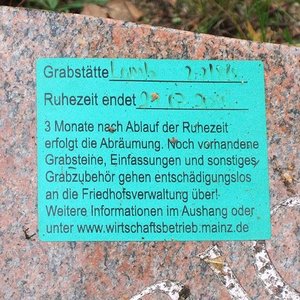 Grabstätte
Ruhezeit endet
3 Monate nach Ablauf der Ruhezeit
erfolgt die Abräumung. Noch vorhandene
Grabsteine, Einfassungen und sonstiges
Grabzubehör gehen entschädigungslos
an die Friedhofsverwaltung über!
Weitere Informationen im Aushang oder
unter www.wirtschaftsbetrieb.mainz.de